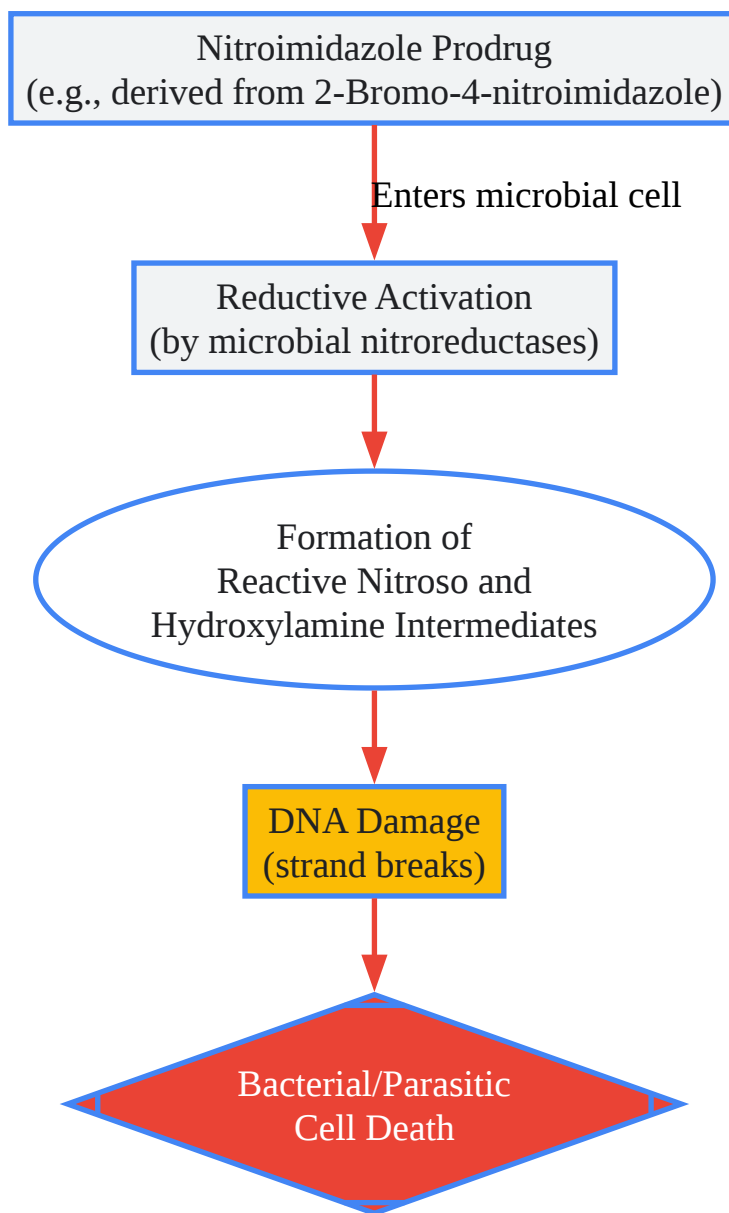 Nitroimidazole Prodrug
(e.g., derived from 2-Bromo-4-nitroimidazole)
Enters microbial cell
Reductive Activation
(by microbial nitroreductases)
Formation of
Reactive Nitroso and
Hydroxylamine Intermediates
DNA Damage
(strand breaks)
Bacterial/Parasitic
Cell Death